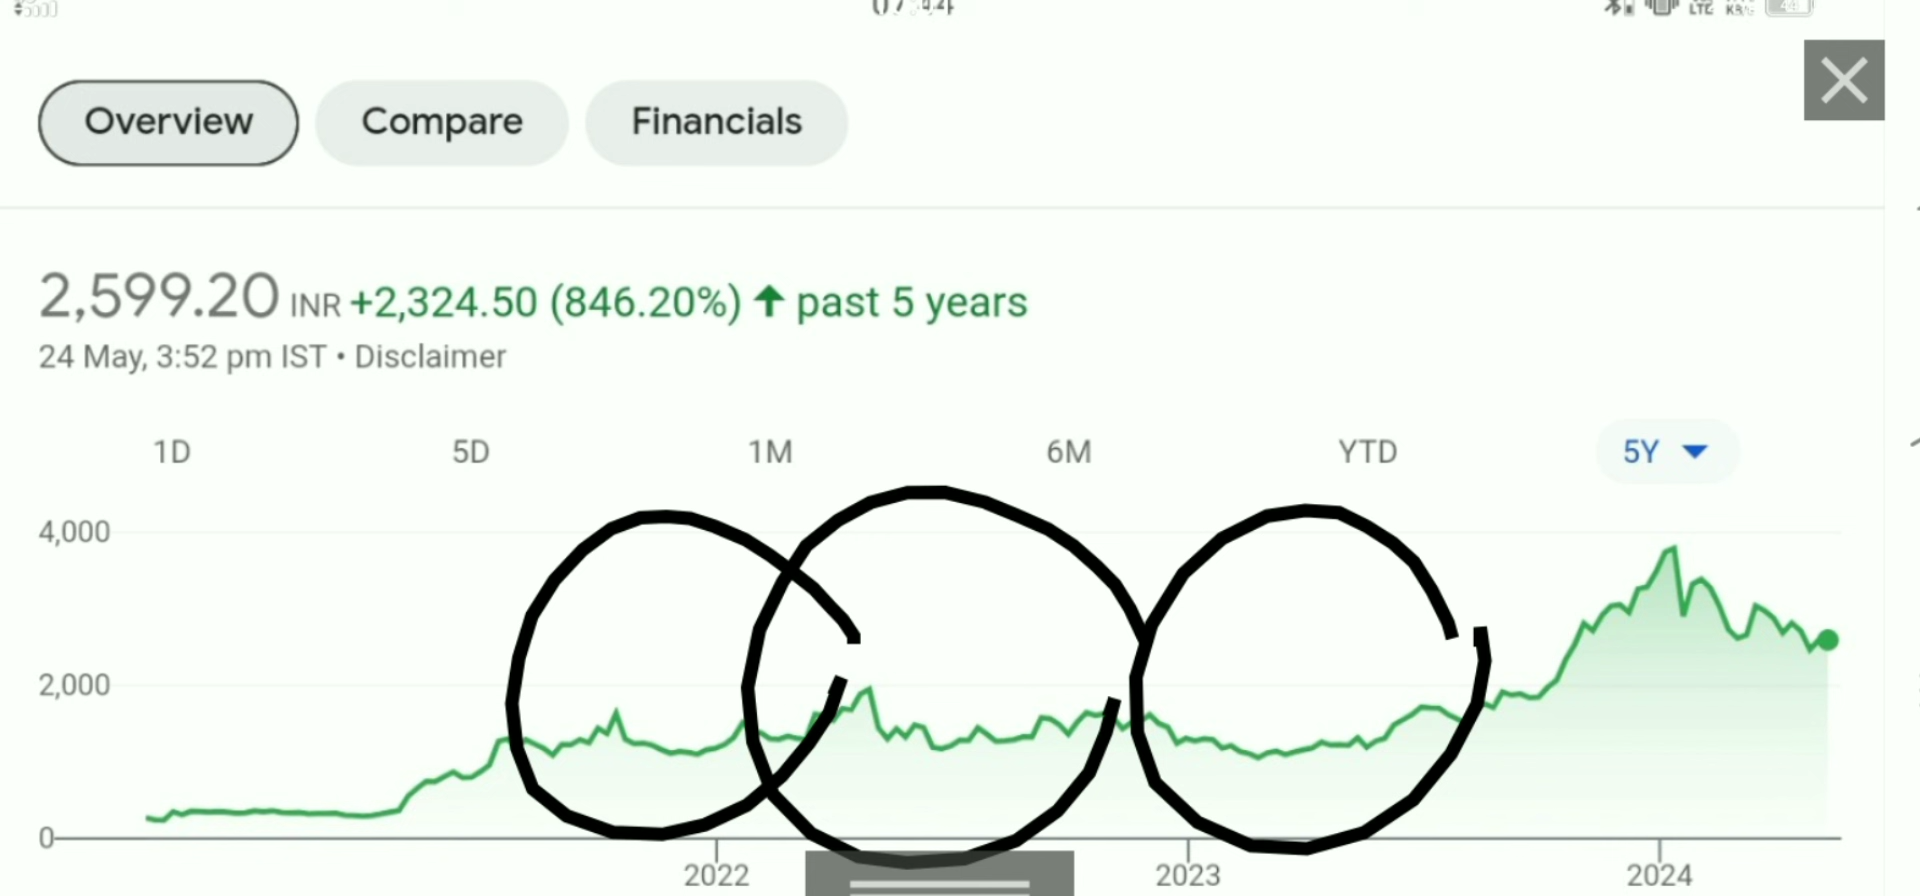 Overview Compare Financials
2,599.20 INR +2,324.50 (846.20%) ↑ past 5 years
24 May, 3:52 pm IST • Disclaimer
1D 5D 1M 6M YTD 5Y
4,000
2,000
0
2022 2023 2024